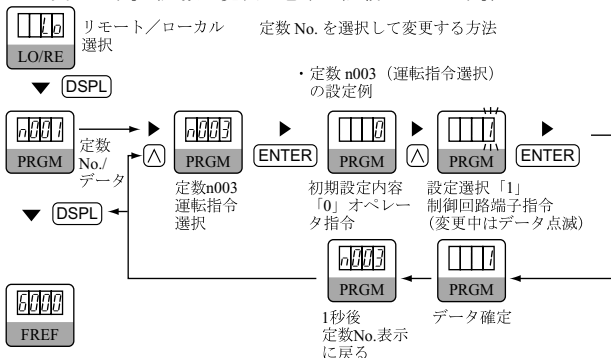 Lo
LO/RE
リモート／ローカル
選択
定数 No. を選択して変更する方法
DSPL
・定数 n003（運転指令選択）
の設定例
n001
PRGM
定数
No./
データ
∧
n003
PRGM
定数n003
運転指令
選択
ENTER
0
PRGM
初期設定内容
「0」オペレー
タ指令
∧
1
PRGM
設定選択「1」
制御回路端子指令
(変更中はデータ点滅)
ENTER
DSPL
n003
PRGM
1秒後
定数No.表示
に戻る
1
PRGM
データ確定
6000
FREF